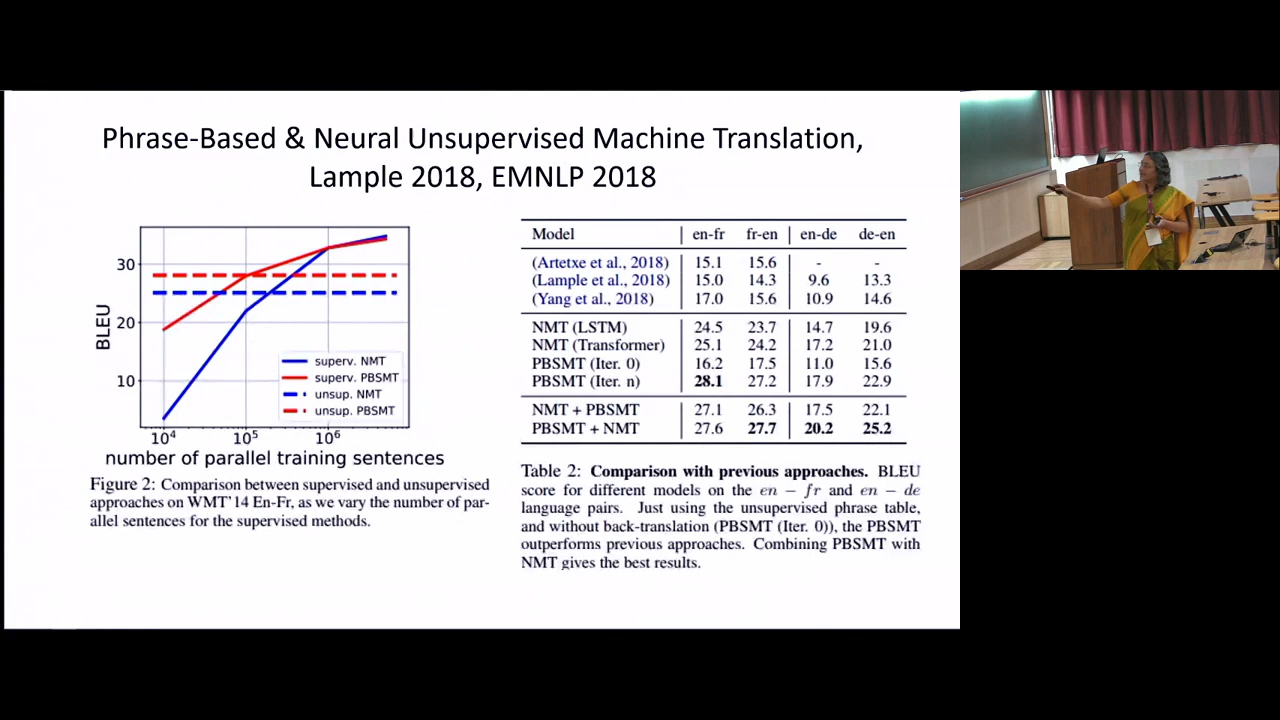 Phrase-Based & Neural Unsupervised Machine Translation,
Lample 2018, EMNLP 2018
BLEU
30
20
10
superv. NMT
superv. PBSMT
unsup. NMT
unsup. PBSMT
10^4 10^5 10^6
number of parallel training sentences
Figure 2: Comparison between supervised and unsupervised
approaches on WMT'14 En-Fr, as we vary the number of par-
allel sentences for the supervised methods.
Model en-fr fr-en en-de de-en
(Artetxe et al., 2018) 15.1 15.6 - -
(Lample et al., 2018) 15.0 14.3 9.6 13.3
(Yang et al., 2018) 17.0 15.6 10.9 14.6
NMT (LSTM) 24.5 23.7 14.7 19.6
NMT (Transformer) 25.1 24.2 17.2 21.0
PBSMT (Iter. 0) 16.2 17.5 11.0 15.6
PBSMT (Iter. n) 28.1 27.2 17.9 22.9
NMT + PBSMT 27.1 26.3 17.5 22.1
PBSMT + NMT 27.6 27.7 20.2 25.2
Table 2: Comparison with previous approaches. BLEU
score for different models on the en − fr and en − de
language pairs. Just using the unsupervised phrase table,
and without back-translation (PBSMT (Iter. 0)), the PBSMT
outperforms previous approaches. Combining PBSMT with
NMT gives the best results.